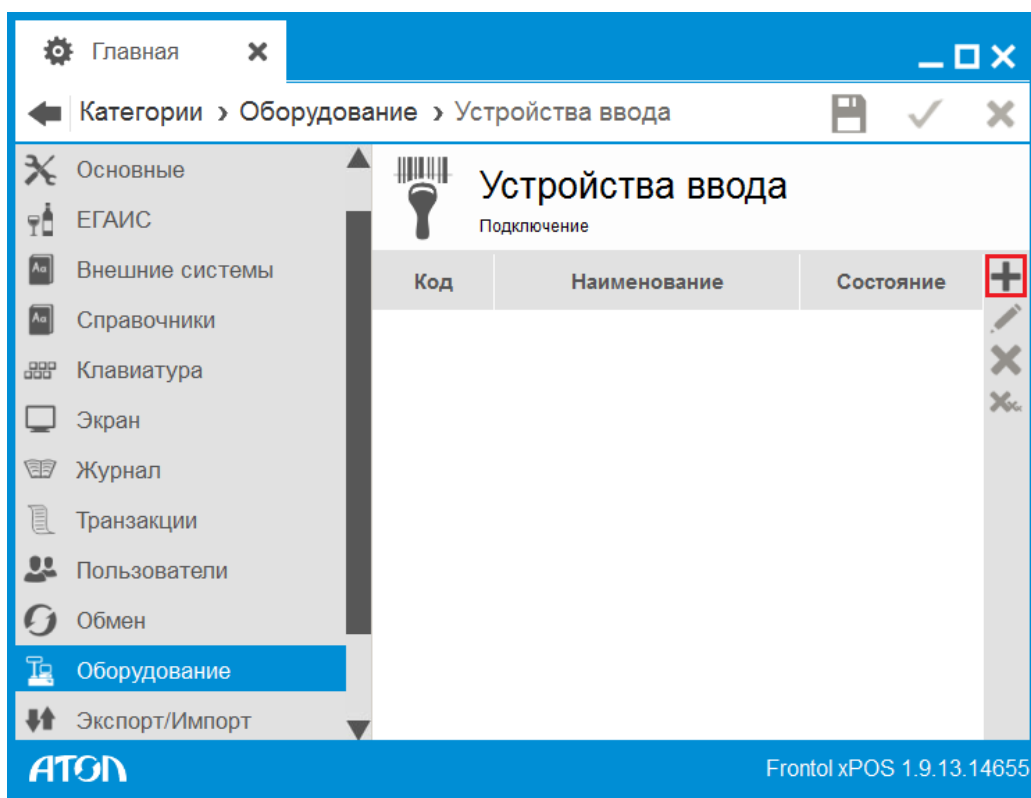 Главная
Категории › Оборудование › Устройства ввода
Основные
ЕГАИС
Внешние системы
Справочники
Клавиатура
Экран
Журнал
Транзакции
Пользователи
Обмен
Оборудование
Экспорт/Импорт
Устройства ввода
Подключение
Код Наименование Состояние
АТОЛ
Frontol xPOS 1.9.13.14655